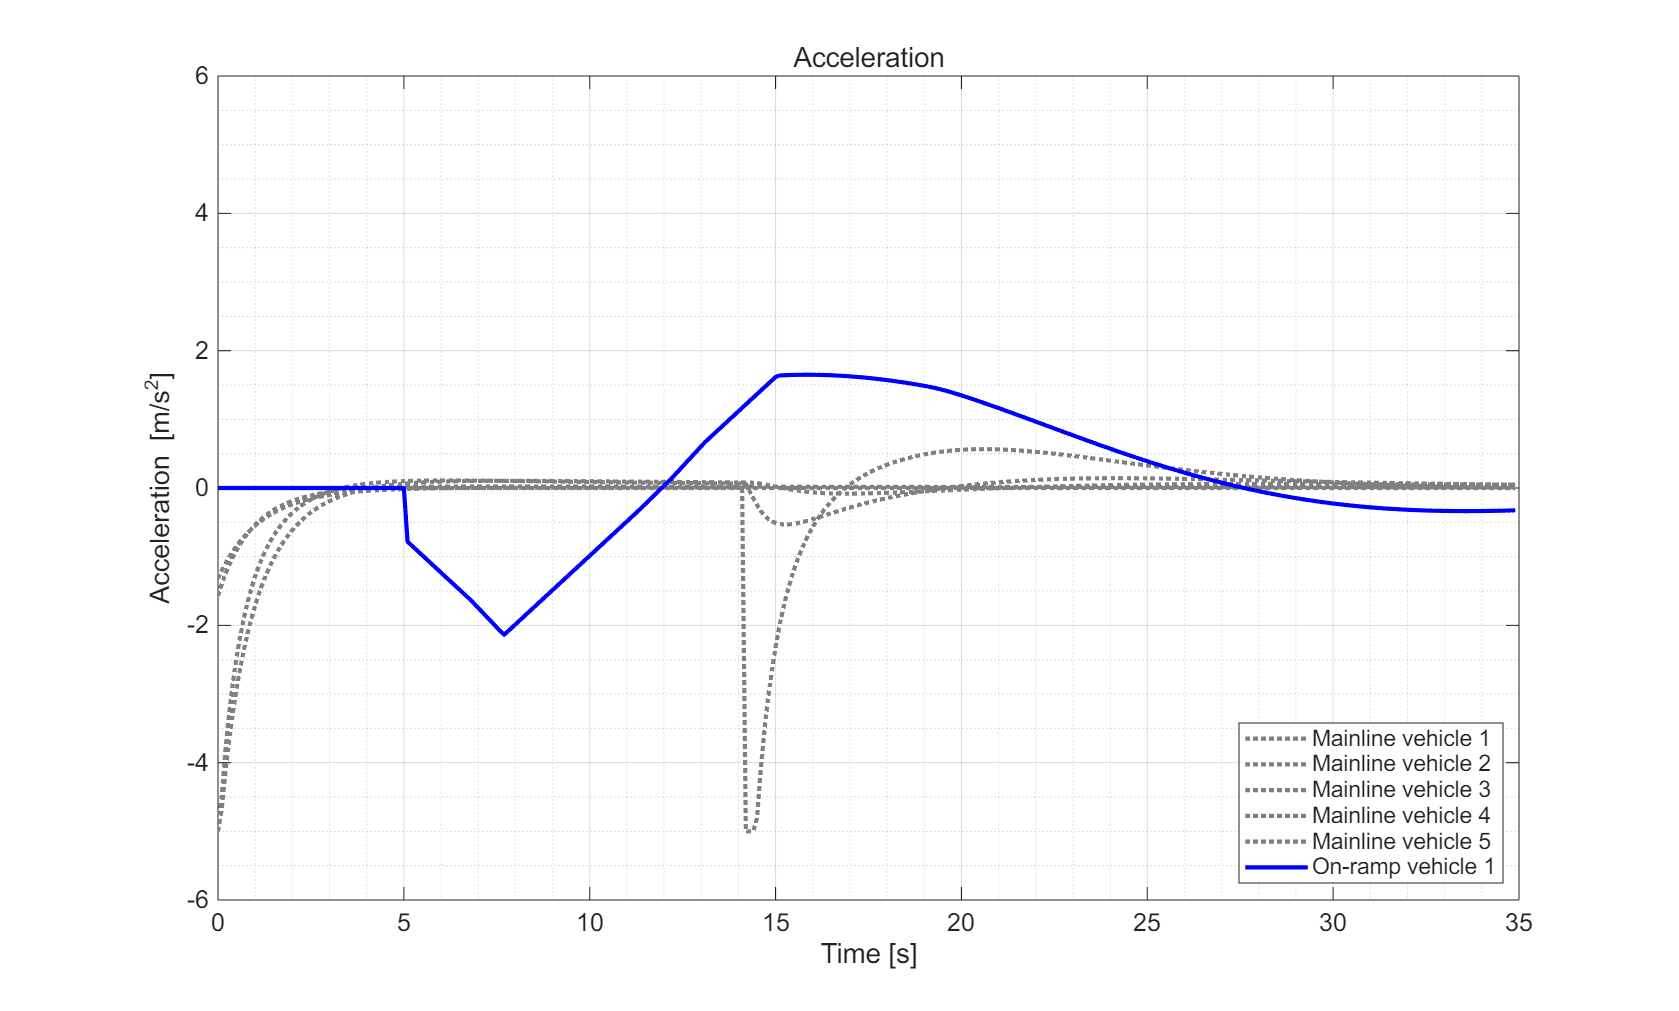 Acceleration
6
4
2
0
-2
-4
-6
Acceleration [m/s²]
0 5 10 15 20 25 30 35
Time [s]
Mainline vehicle 1
Mainline vehicle 2
Mainline vehicle 3
Mainline vehicle 4
Mainline vehicle 5
On-ramp vehicle 1